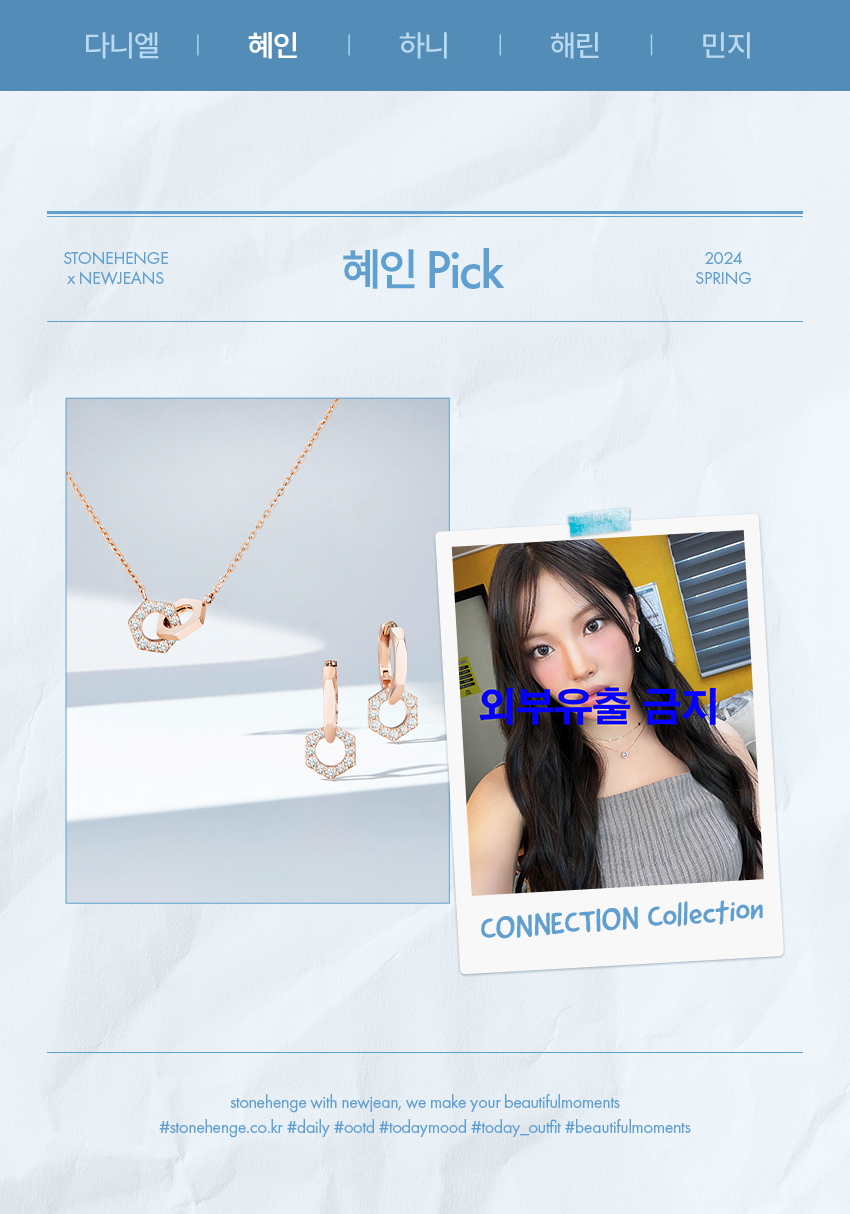 다니엘 | 혜인 | 하니 | 해린 | 민지
STONEHENGE
x NEWJEANS
혜인 Pick
2024
SPRING
외부유출 금지
CONNECTION Collection
stonehenge with newjean, we make your beautifulmoments
#stonehenge.co.kr #daily #ootd #todaymood #today_outfit #beautifulmoments